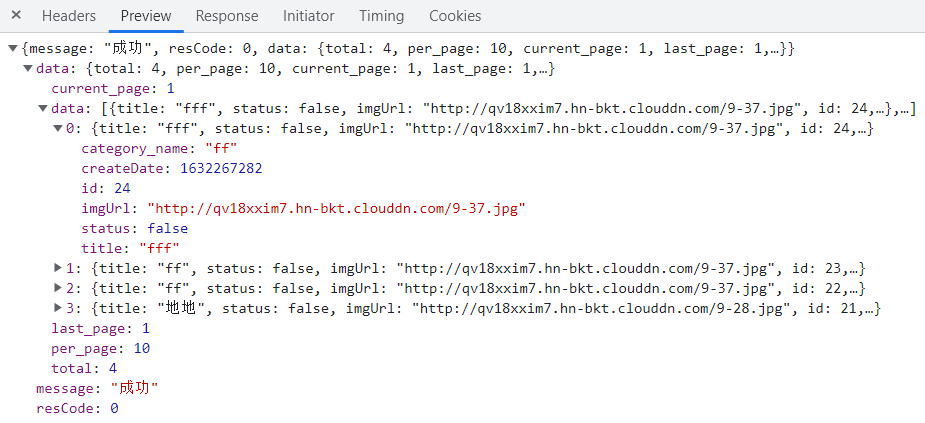 × Headers Preview Response Initiator Timing Cookies
▼{message: "成功", resCode: 0, data: {total: 4, per_page: 10, current_page: 1, last_page: 1,…}}
▼data: {total: 4, per_page: 10, current_page: 1, last_page: 1,…}
current_page: 1
▼data: [{title: "fff", status: false, imgUrl: "http://qv18xxim7.hn-bkt.clouddn.com/9-37.jpg", id: 24,…},…]
▼0: {title: "fff", status: false, imgUrl: "http://qv18xxim7.hn-bkt.clouddn.com/9-37.jpg", id: 24,…}
category_name: "ff"
createDate: 1632267282
id: 24
imgUrl: "http://qv18xxim7.hn-bkt.clouddn.com/9-37.jpg"
status: false
title: "fff"
▶1: {title: "ff", status: false, imgUrl: "http://qv18xxim7.hn-bkt.clouddn.com/9-37.jpg", id: 23,…}
▶2: {title: "ff", status: false, imgUrl: "http://qv18xxim7.hn-bkt.clouddn.com/9-37.jpg", id: 22,…}
▶3: {title: "地地", status: false, imgUrl: "http://qv18xxim7.hn-bkt.clouddn.com/9-28.jpg", id: 21,…}
last_page: 1
per_page: 10
total: 4
message: "成功"
resCode: 0